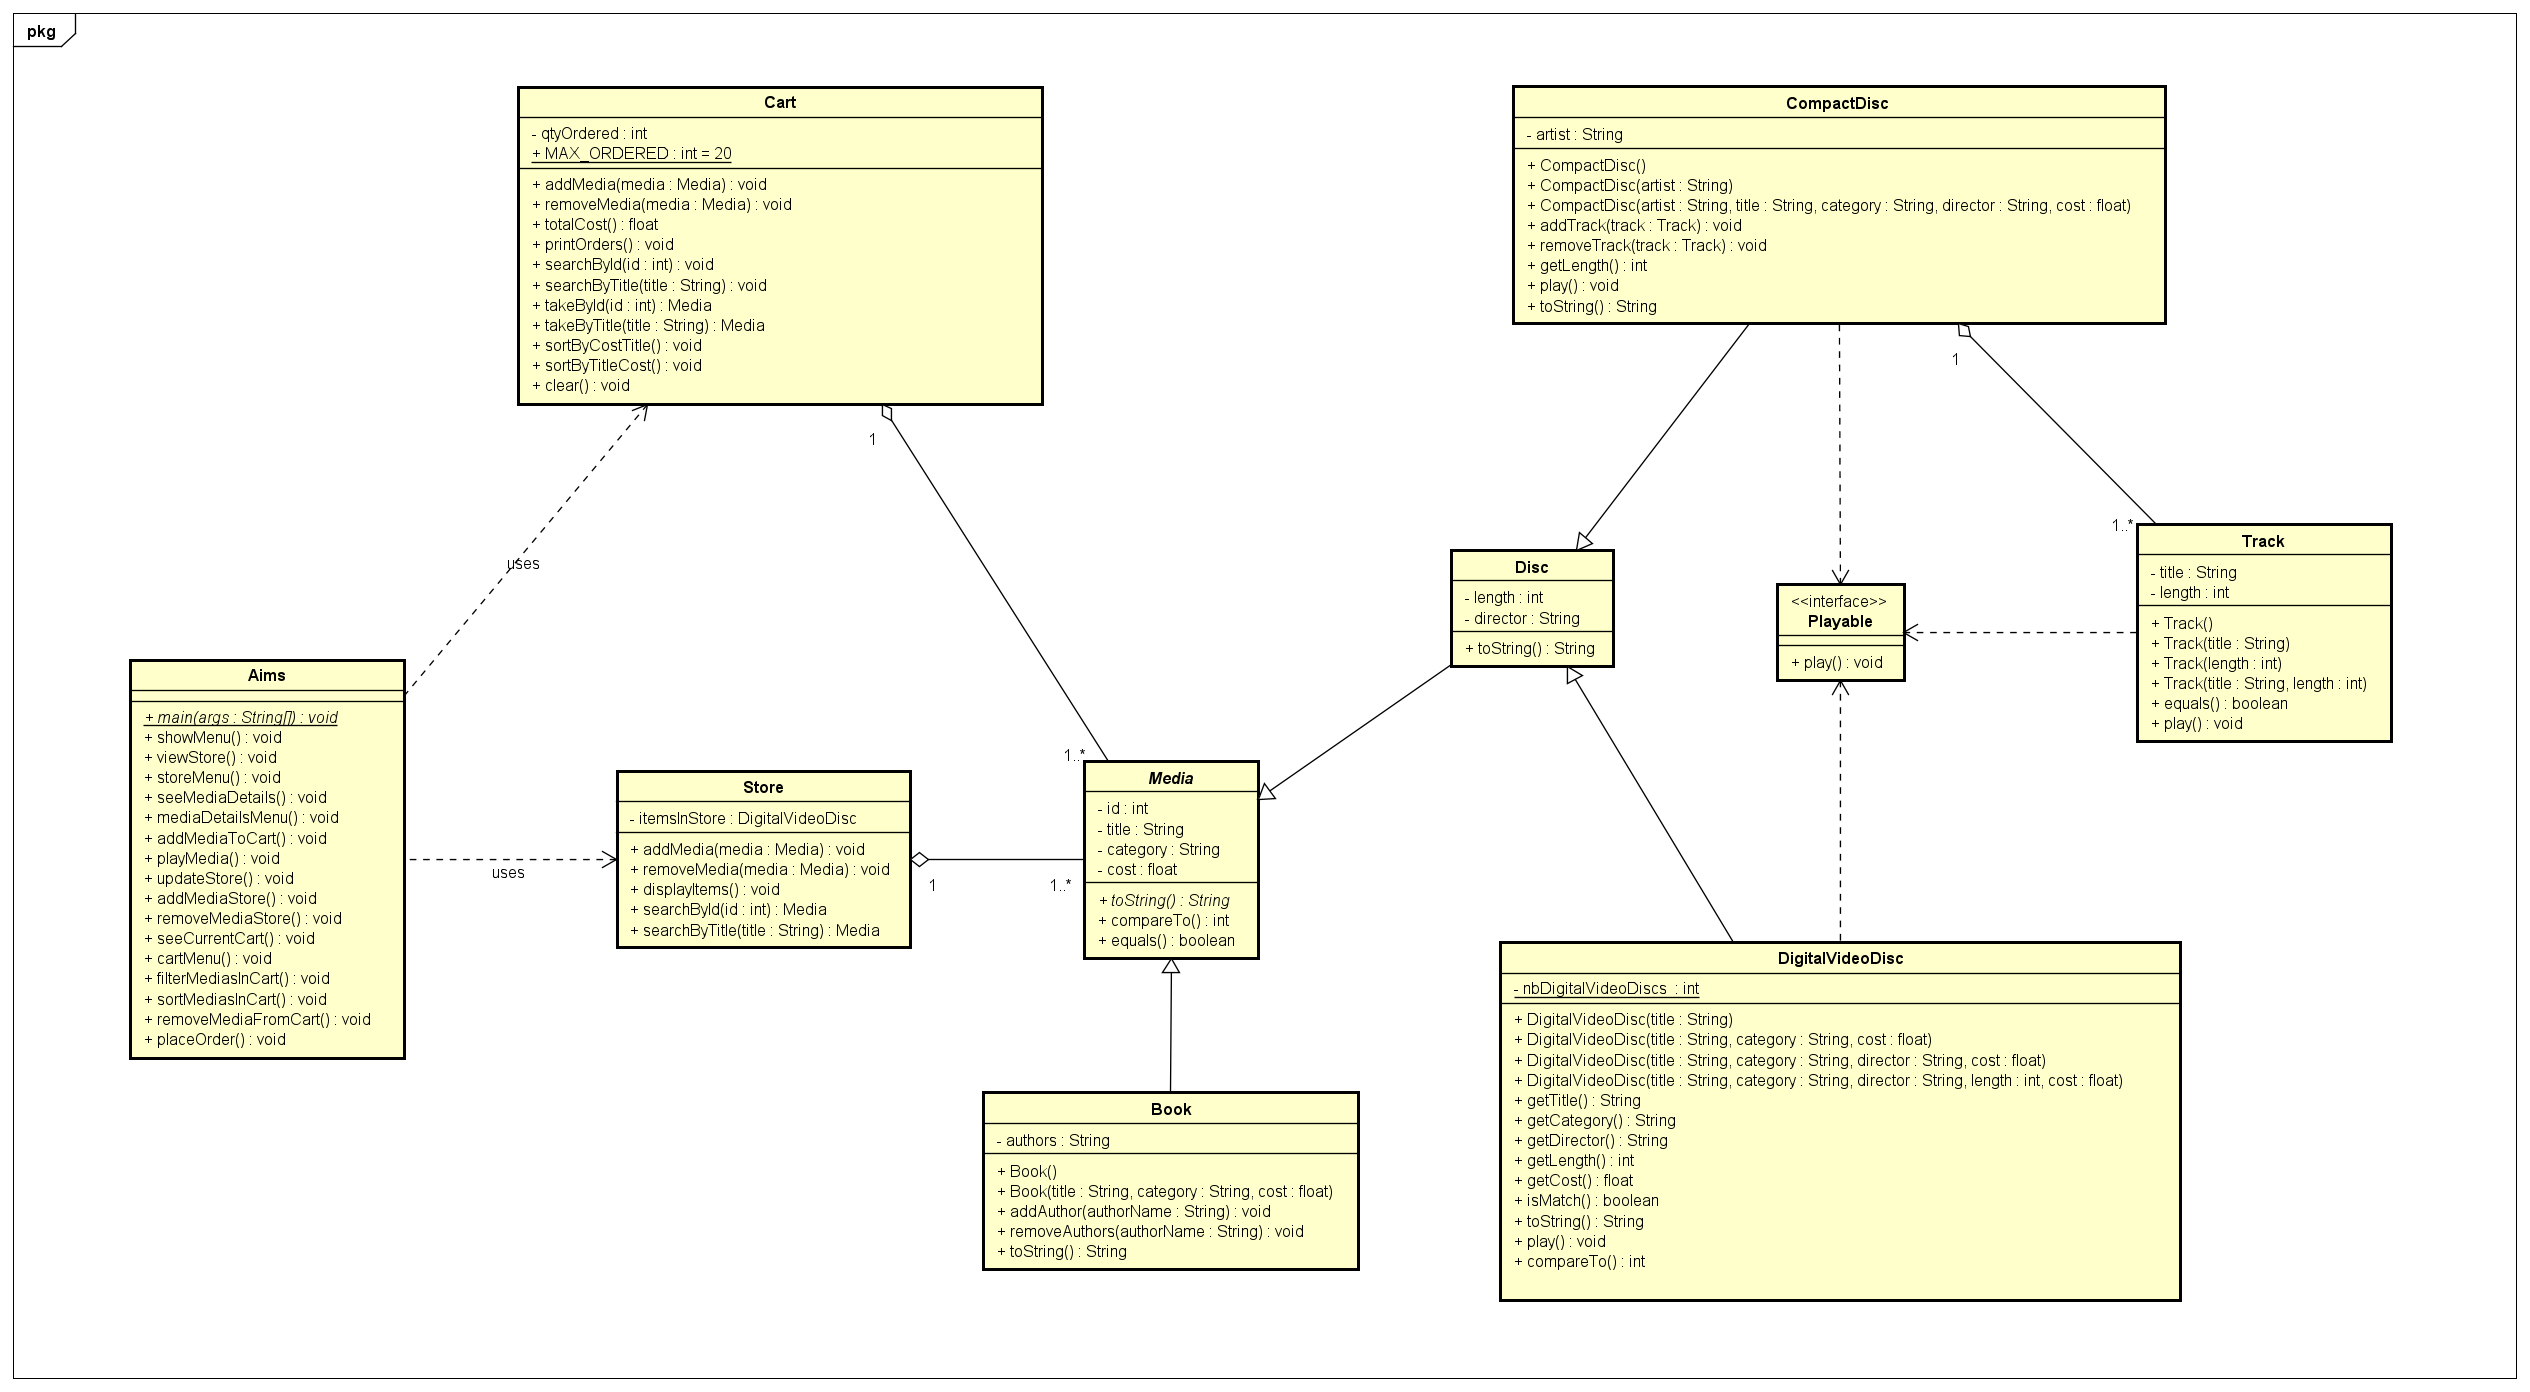 pkg
Cart
- qtyOrdered : int
+ MAX_ORDERED : int = 20
+ addMedia(media : Media) : void
+ removeMedia(media : Media) : void
+ totalCost() : float
+ printOrders() : void
+ searchById(id : int) : void
+ searchByTitle(title : String) : void
+ takeById(id : int) : Media
+ takeByTitle(title : String) : Media
+ sortByCostTitle() : void
+ sortByTitleCost() : void
+ clear() : void
1
1..*
CompactDisc
- artist : String
+ CompactDisc()
+ CompactDisc(artist : String)
+ CompactDisc(artist : String, title : String, category : String, director : String, cost : float)
+ addTrack(track : Track) : void
+ removeTrack(track : Track) : void
+ getLength() : int
+ play() : void
+ toString() : String
1
1..*
uses
Disc
- length : int
- director : String
+ toString() : String
<<interface>>
Playable
+ play() : void
Track
- title : String
- length : int
+ Track()
+ Track(title : String)
+ Track(length : int)
+ Track(title : String, length : int)
+ equals() : boolean
+ play() : void
Aims
+ main(args : String[]) : void
+ showMenu() : void
+ viewStore() : void
+ storeMenu() : void
+ seeMediaDetails() : void
+ mediaDetailsMenu() : void
+ addMediaToCart() : void
+ playMedia() : void
+ updateStore() : void
+ addMediaStore() : void
+ removeMediaStore() : void
+ seeCurrentCart() : void
+ cartMenu() : void
+ filterMediasInCart() : void
+ sortMediasInCart() : void
+ removeMediaFromCart() : void
+ placeOrder() : void
uses
Store
- itemsInStore : DigitalVideoDisc
+ addMedia(media : Media) : void
+ removeMedia(media : Media) : void
+ displayItems() : void
+ searchById(id : int) : Media
+ searchByTitle(title : String) : Media
1
1..*
Media
- id : int
- title : String
- category : String
- cost : float
+ toString() : String
+ compareTo() : int
+ equals() : boolean
Book
- authors : String
+ Book()
+ Book(title : String, category : String, cost : float)
+ addAuthor(authorName : String) : void
+ removeAuthors(authorName : String) : void
+ toString() : String
DigitalVideoDisc
- nbDigitalVideoDiscs : int
+ DigitalVideoDisc(title : String)
+ DigitalVideoDisc(title : String, category : String, cost : float)
+ DigitalVideoDisc(title : String, category : String, director : String, cost : float)
+ DigitalVideoDisc(title : String, category : String, director : String, length : int, cost : float)
+ getTitle() : String
+ getCategory() : String
+ getDirector() : String
+ getLength() : int
+ getCost() : float
+ isMatch() : boolean
+ toString() : String
+ play() : void
+ compareTo() : int